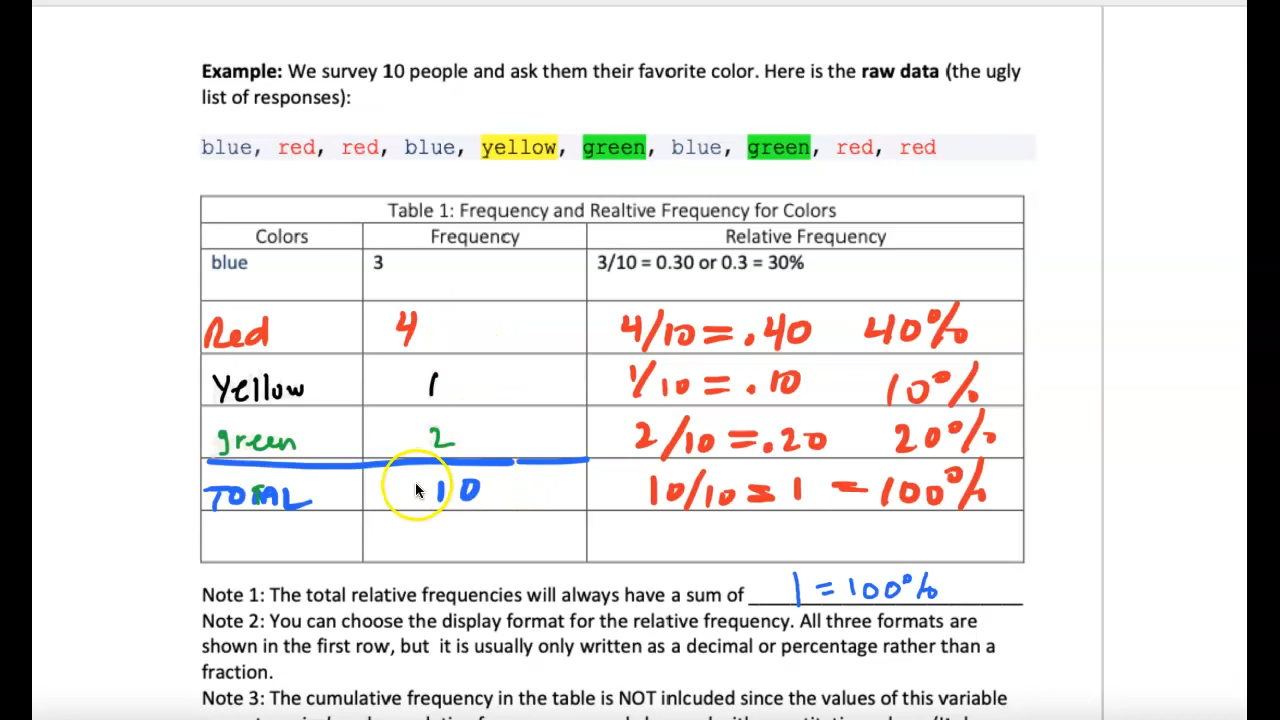 Example: We survey 10 people and ask them their favorite color. Here is the raw data (the ugly
list of responses):
blue, red, red, blue, yellow, green, blue, green, red, red
Table 1: Frequency and Realtive Frequency for Colors
Colors Frequency Relative Frequency
blue 3 3/10 = 0.30 or 0.3 = 30%
Red 4 4/10 = .40 40%
Yellow 1 1/10 = .10 10%
green 2 2/10 = .20 20%
TOTAL 10 10/10 = 1 = 100%
Note 1: The total relative frequencies will always have a sum of 1 = 100%
Note 2: You can choose the display format for the relative frequency. All three formats are
shown in the first row, but it is usually only written as a decimal or percentage rather than a
fraction.
Note 3: The cumulative frequency in the table is NOT inlcuded since the values of this variable